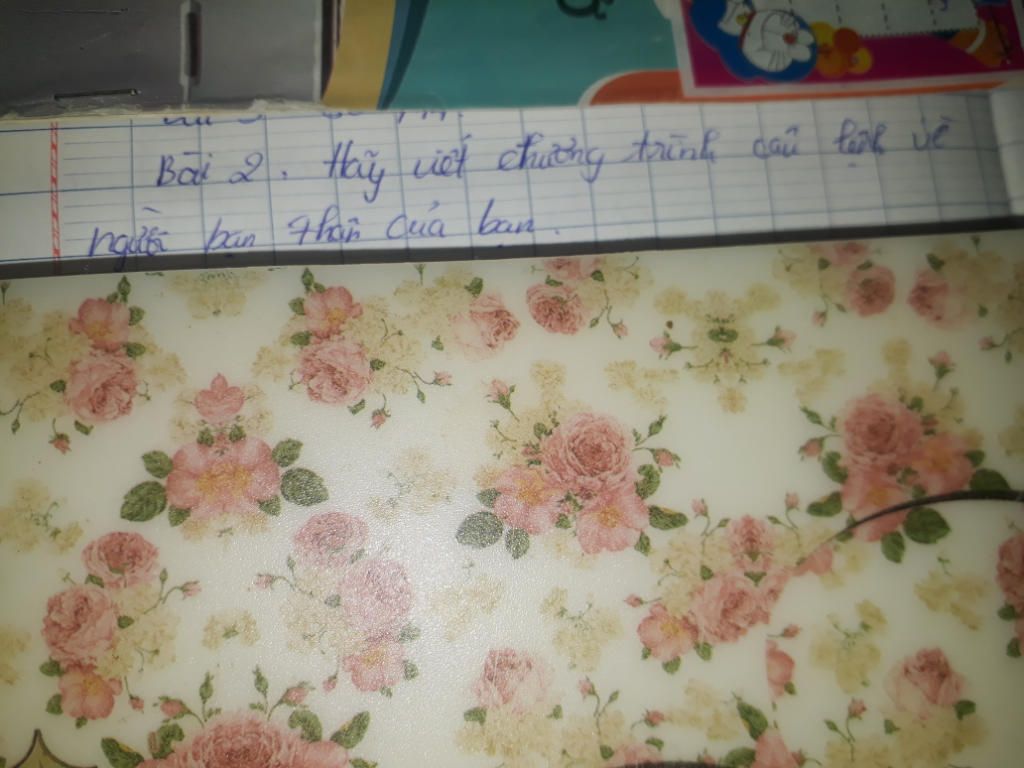 Bài 2. Hãy viết chương trình câu lệnh về
người bạn thân của bạn.